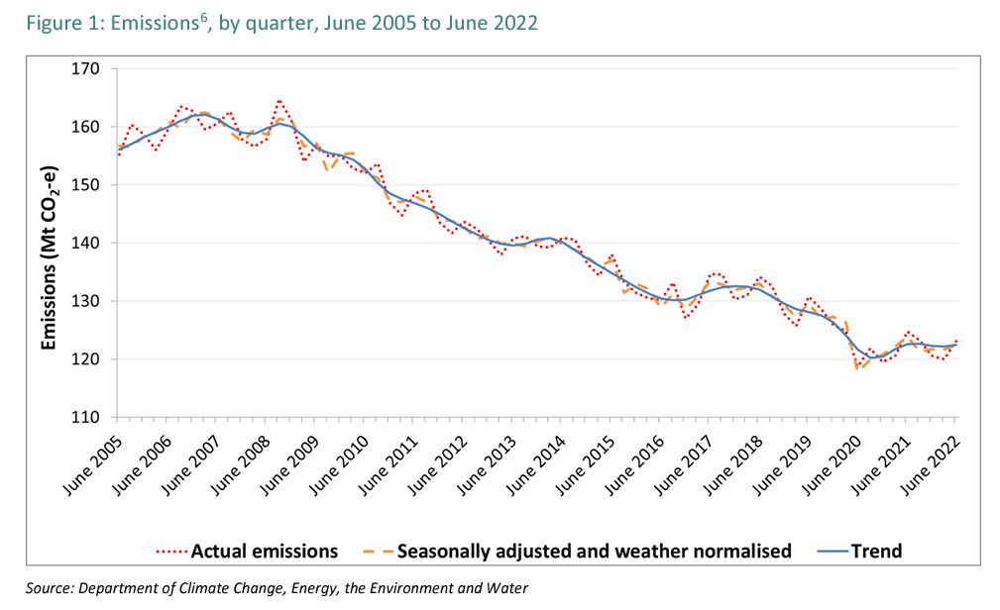 Figure 1: Emissions⁶, by quarter, June 2005 to June 2022
170
160
150
140
130
120
110
Emissions (Mt CO₂-e)
June 2005
June 2006
June 2007
June 2008
June 2009
June 2010
June 2011
June 2012
June 2013
June 2014
June 2015
June 2016
June 2017
June 2018
June 2019
June 2020
June 2021
June 2022
Actual emissions
Seasonally adjusted and weather normalised
Trend
Source: Department of Climate Change, Energy, the Environment and Water